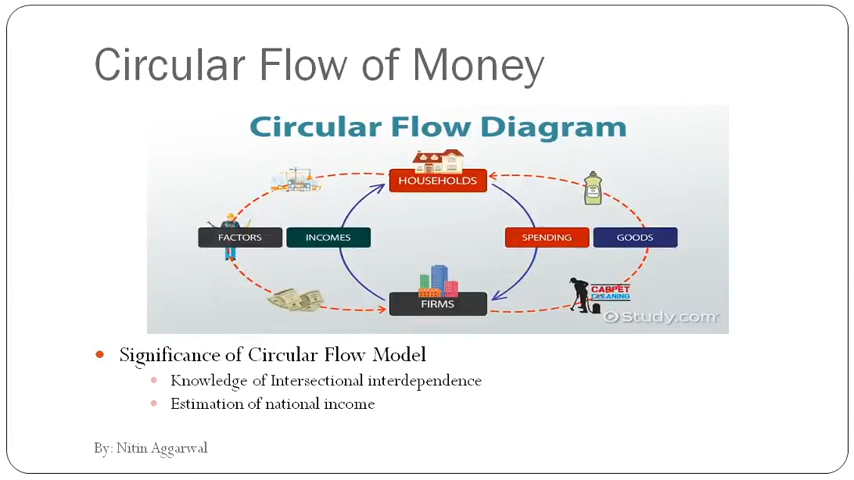 Circular Flow of Money
Circular Flow Diagram
HOUSEHOLDS
FACTORS
INCOMES
SPENDING
GOODS
FIRMS
CARPET
CLEANING
Study.com
• Significance of Circular Flow Model
• Knowledge of Intersectional interdependence
• Estimation of national income
By: Nitin Aggarwal